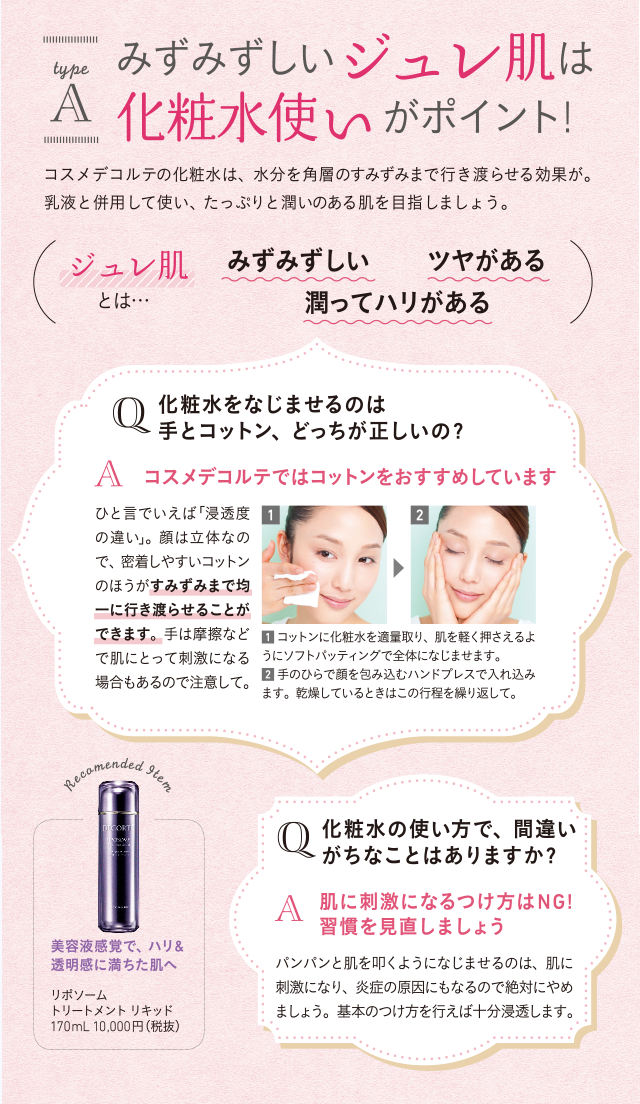 type
A
みずみずしいジュレ肌は
化粧水使いがポイント!
コスメデコルテの化粧水は、水分を角層のすみずみまで行き渡らせる効果が。
乳液と併用して使い、たっぷりと潤いのある肌を目指しましょう。
ジュレ肌
とは…
みずみずしい ツヤがある
潤ってハリがある
Q 化粧水をなじませるのは
手とコットン、どっちが正しいの?
A コスメデコルテではコットンをおすすめしています
ひと言でいえば「浸透度
の違い」。顔は立体なの
で、密着しやすいコットン
のほうがすみずみまで均
一に行き渡らせることが
できます。手は摩擦など
で肌にとって刺激になる
場合もあるので注意して。
1
2
1 コットンに化粧水を適量取り、肌を軽く押さえるよ
うにソフトパッティングで全体になじませます。
2 手のひらで顔を包み込むハンドプレスで入れ込み
ます。乾燥しているときはこの行程を繰り返して。
Recomended Item
DECORTÉ
美容液感覚で、ハリ&
透明感に満ちた肌へ
リポソーム
トリートメント リキッド
170mL 10,000円(税抜)
Q 化粧水の使い方で、間違い
がちなことはありますか?
A 肌に刺激になるつけ方はNG!
習慣を見直しましょう
パンパンと肌を叩くようになじませるのは、肌に
刺激になり、炎症の原因にもなるので絶対にやめ
ましょう。基本のつけ方を行えば十分浸透します。